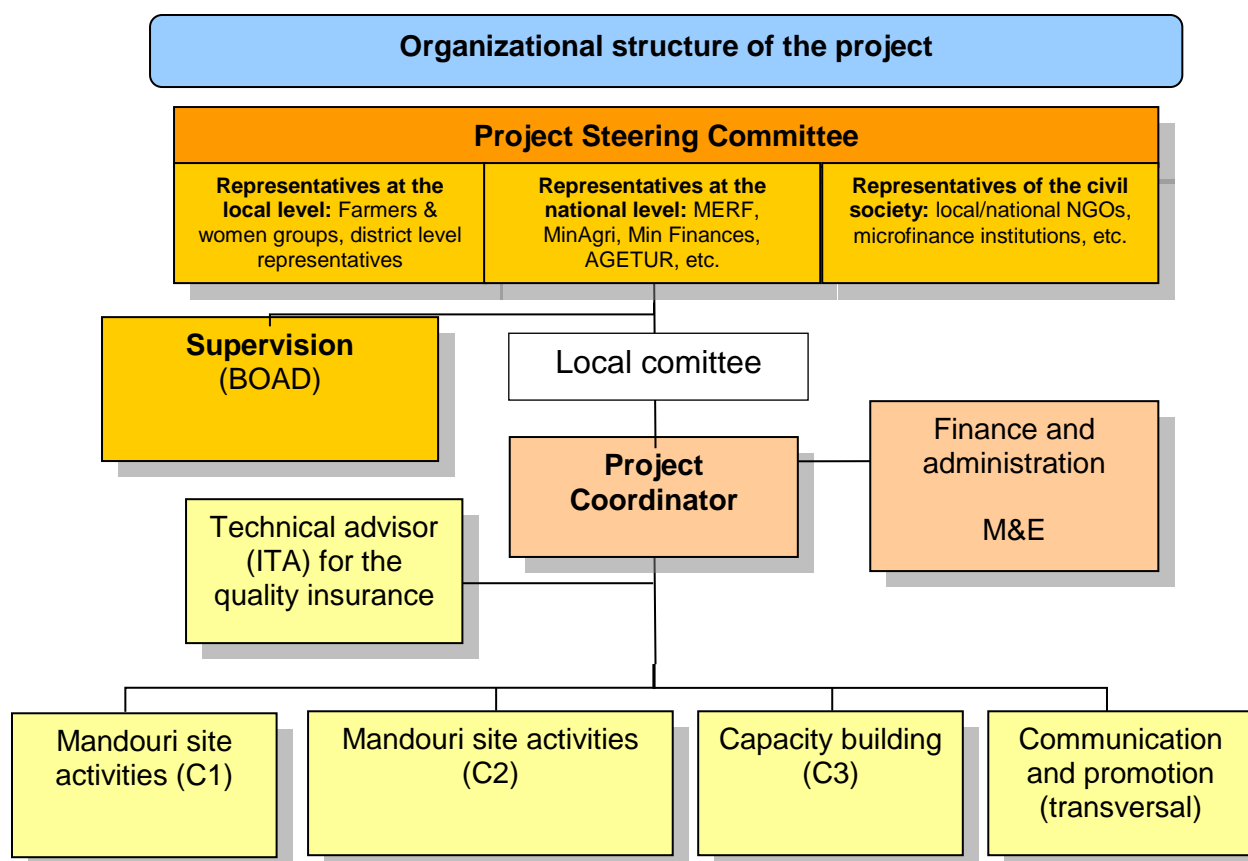 Organizational structure of the project
Project Steering Committee
Representatives at the
local level: Farmers &
women groups, district level
representatives
Representatives at the
national level: MERF,
MinAgri, Min Finances,
AGETUR, etc.
Representatives of the civil
society: local/national NGOs,
microfinance institutions, etc.
Supervision
(BOAD)
Local comittee
Project
Coordinator
Finance and
administration
M&E
Technical advisor
(ITA) for the
quality insurance
Mandouri site
activities (C1)
Mandouri site activities
(C2)
Capacity building
(C3)
Communication
and promotion
(transversal)